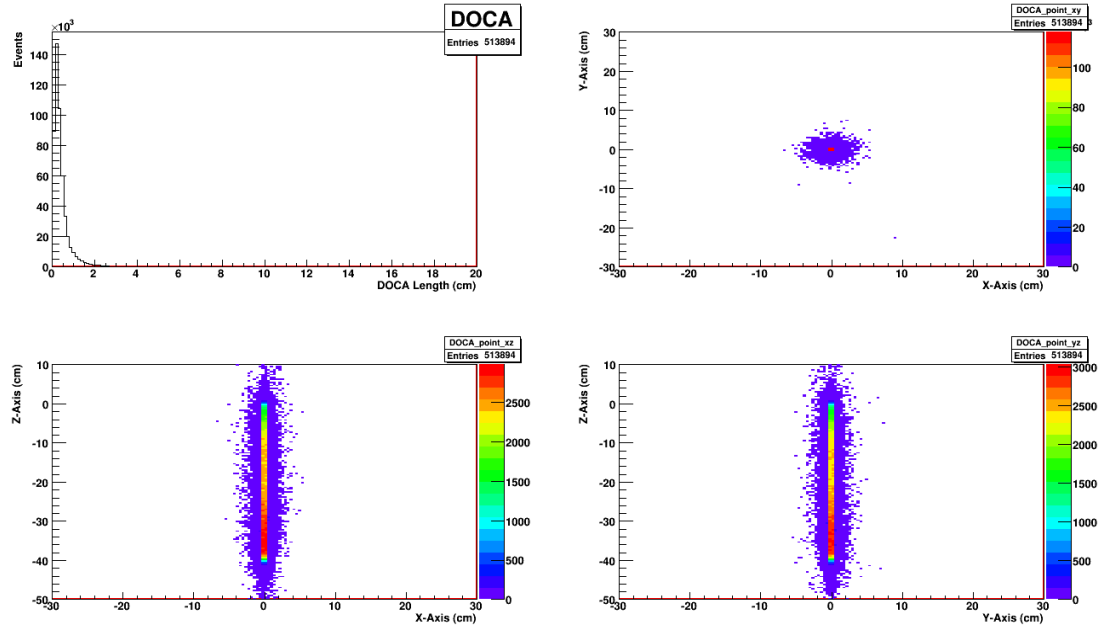 ×10³
DOCA
Entries 513894
Events
140
120
100
80
60
40
20
0
0 2 4 6 8 10 12 14 16 18 20
DOCA Length (cm)
DOCA_point_xy
Entries 513894
Y-Axis (cm)
30
20
10
0
-10
-20
-30
-30 -20 -10 0 10 20 30
X-Axis (cm)
100
80
60
40
20
0
DOCA_point_xz
Entries 513894
Z-Axis (cm)
10
0
-10
-20
-30
-40
-50
-30 -20 -10 0 10 20 30
X-Axis (cm)
2500
2000
1500
1000
500
0
DOCA_point_yz
Entries 513894
Z-Axis (cm)
10
0
-10
-20
-30
-40
-50
-30 -20 -10 0 10 20 30
Y-Axis (cm)
3000
2500
2000
1500
1000
500
0